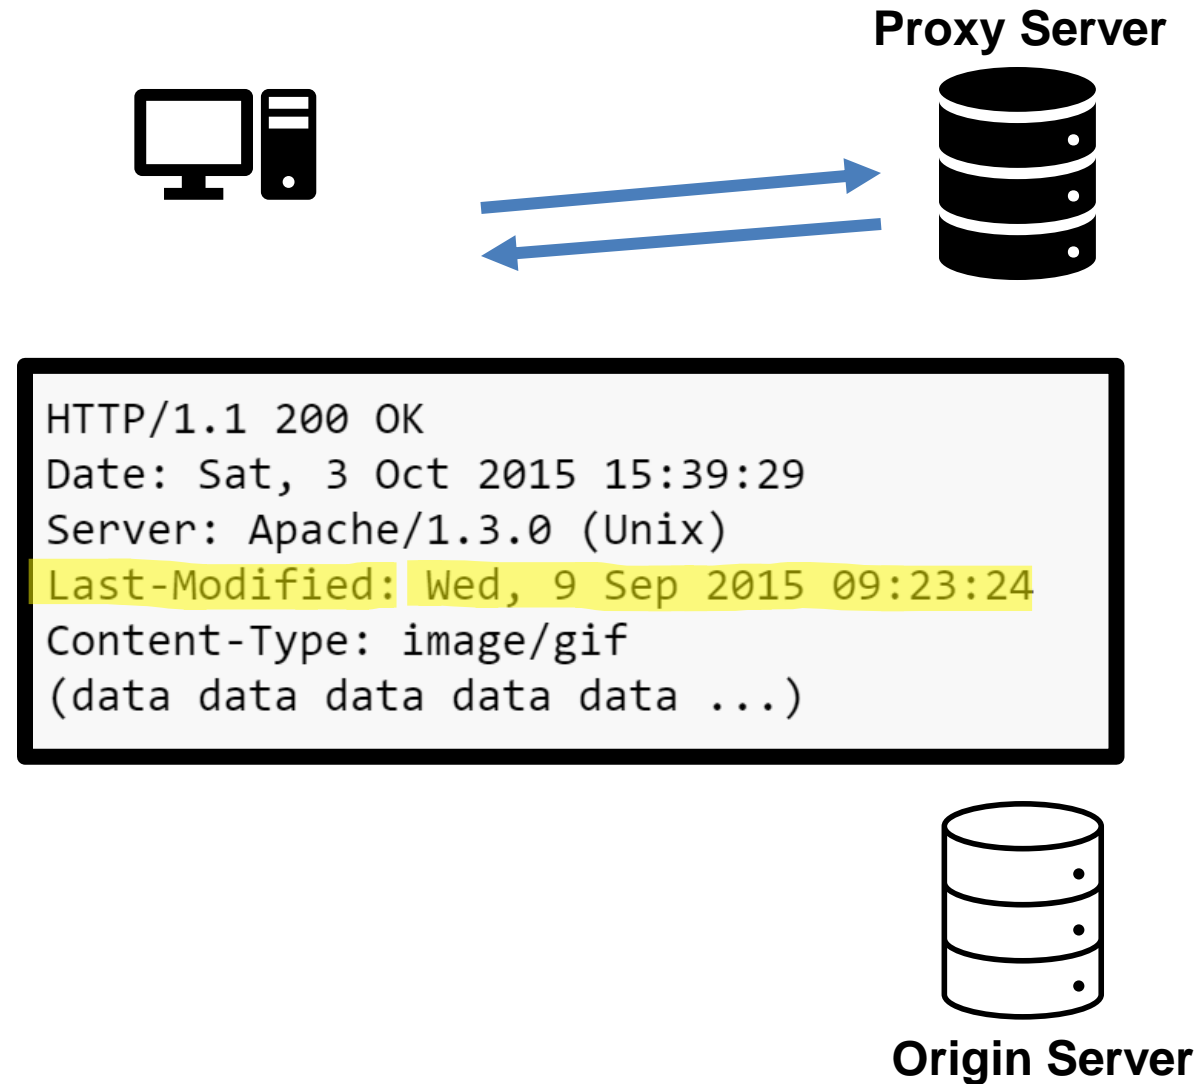 Proxy Server
HTTP/1.1 200 OK
Date: Sat, 3 Oct 2015 15:39:29
Server: Apache/1.3.0 (Unix)
Last-Modified: Wed, 9 Sep 2015 09:23:24
Content-Type: image/gif
(data data data data data ...)
Origin Server